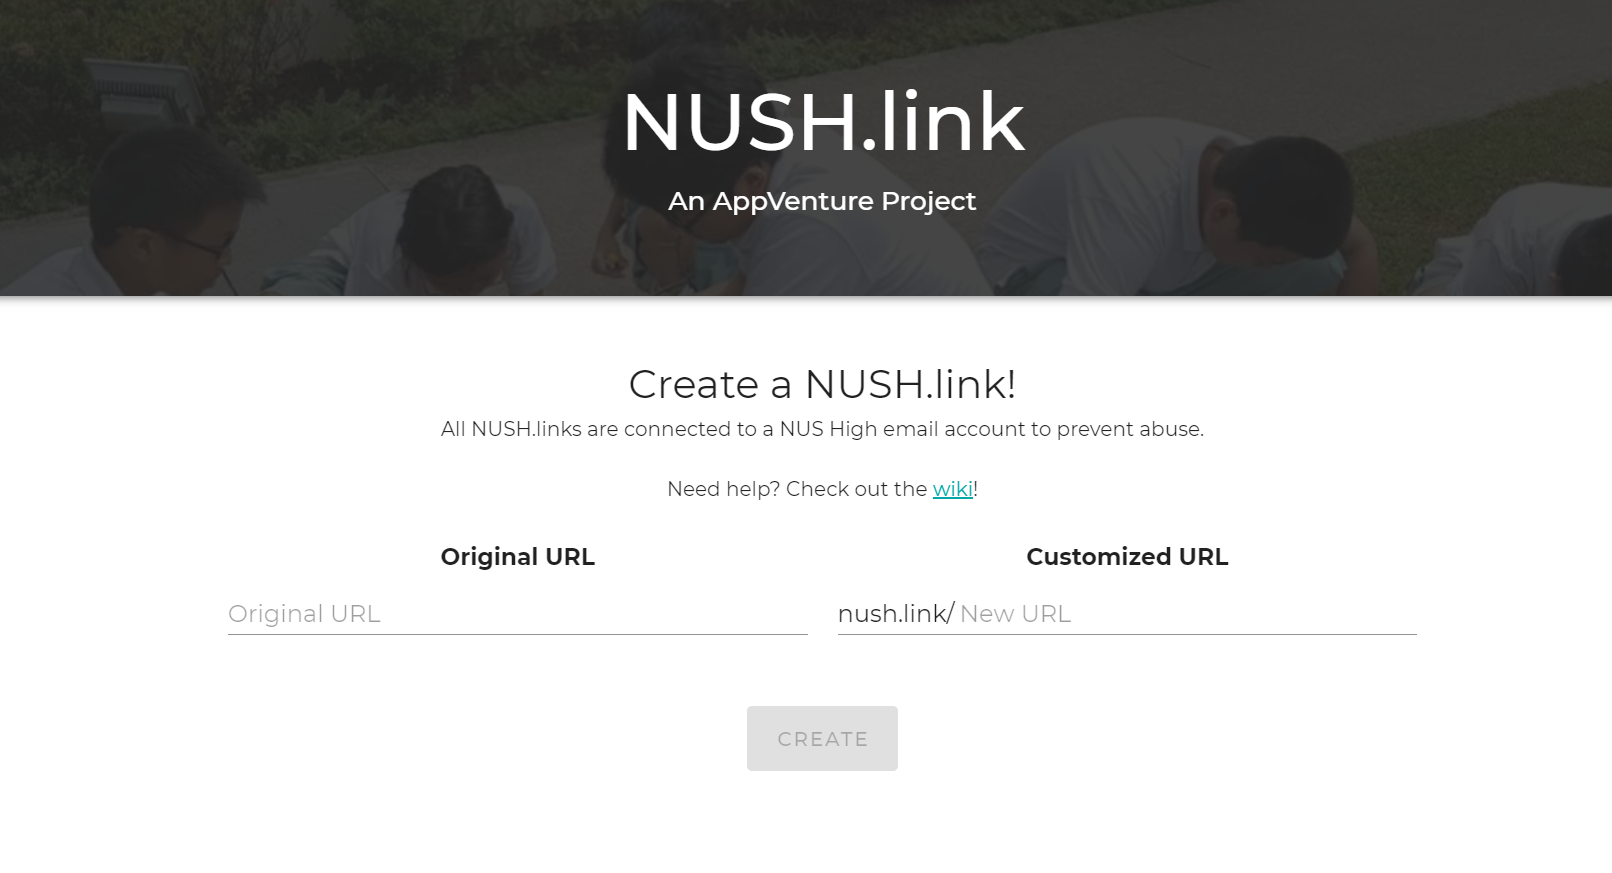 NUSH.link
An AppVenture Project
Create a NUSH.link!
All NUSH.links are connected to a NUS High email account to prevent abuse.
Need help? Check out the wiki!
Original URL
Customized URL
Original URL
nush.link/ New URL
CREATE